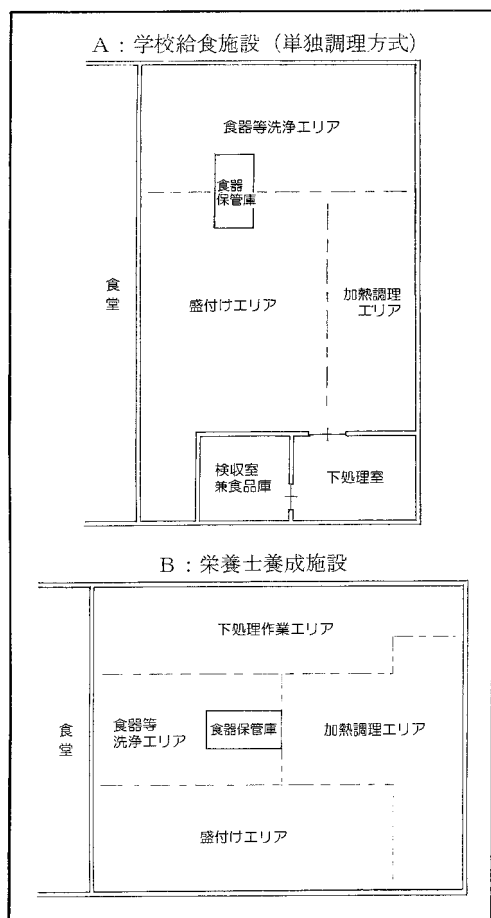 A：学校給食施設（単独調理方式）
食器等洗浄エリア
食器
保管庫
食
堂
盛付けエリア
加熱調理
エリア
検収室
兼食品庫
下処理室
B：栄養士養成施設
下処理作業エリア
食
堂
食器等
洗浄エリア
食器保管庫
加熱調理エリア
盛付けエリア